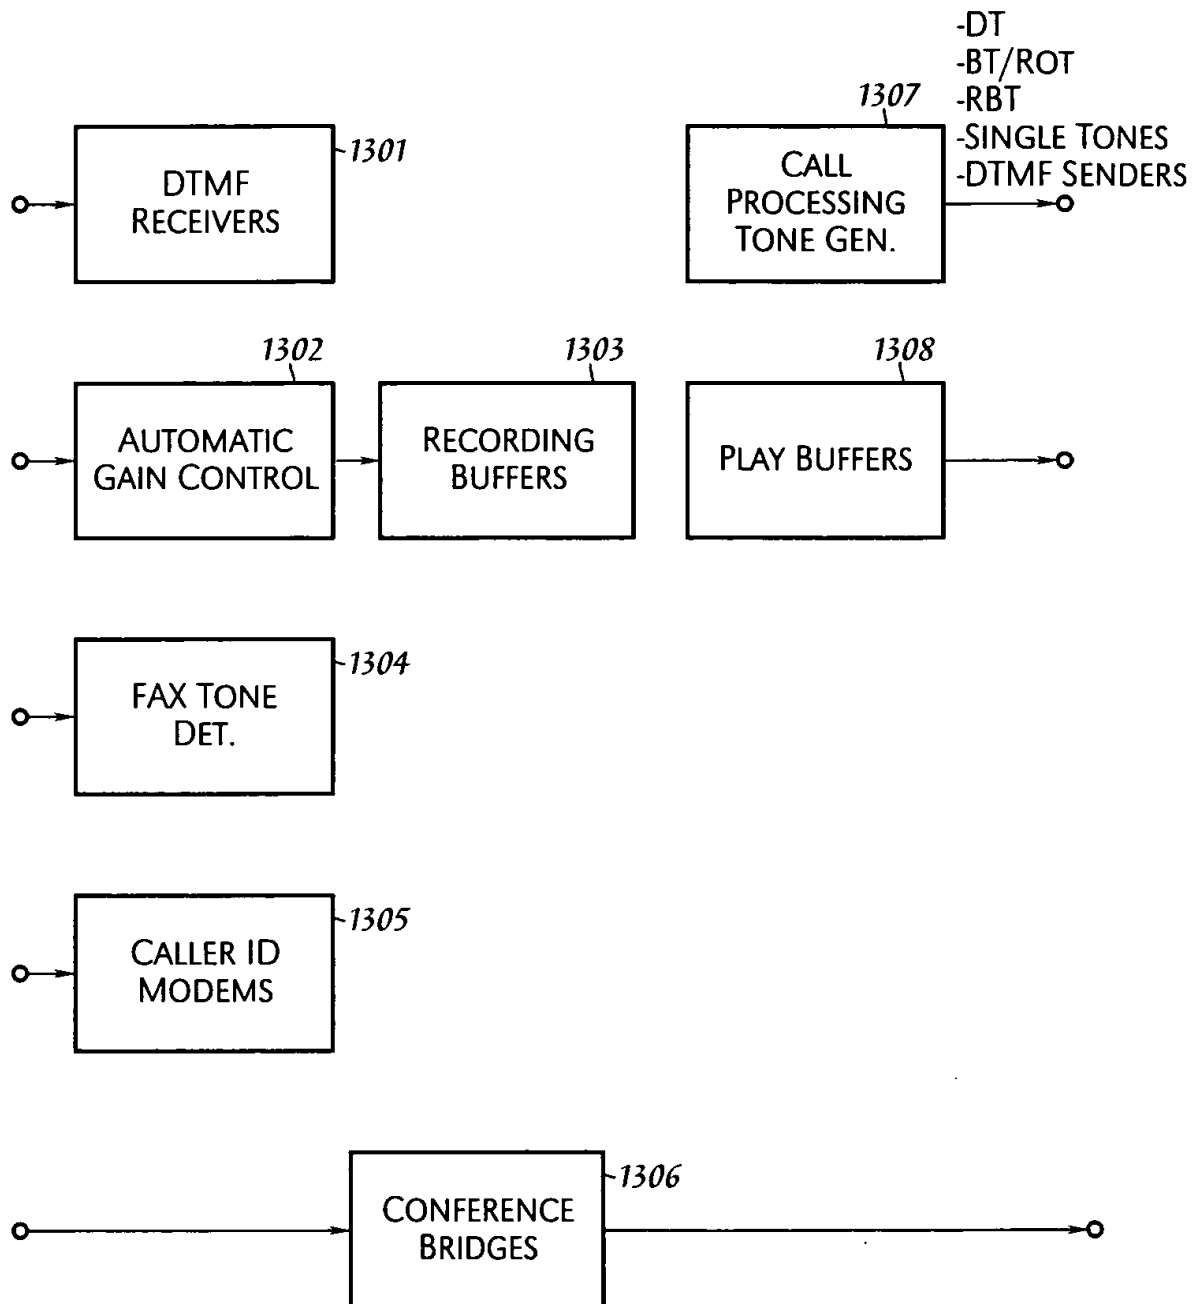 -DT
-BT/ROT
-RBT
-SINGLE TONES
-DTMF SENDERS
1301
DTMF
RECEIVERS
1307
CALL
PROCESSING
TONE GEN.
1302
AUTOMATIC
GAIN CONTROL
1303
RECORDING
BUFFERS
1308
PLAY BUFFERS
1304
FAX TONE
DET.
1305
CALLER ID
MODEMS
1306
CONFERENCE
BRIDGES